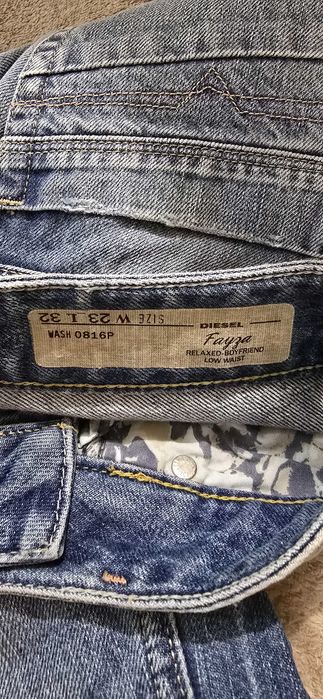 SIZE W 23 L 32
WASH 0816P
DIESEL
Fayza
RELAXED-BOYFRIEND
LOW WAIST